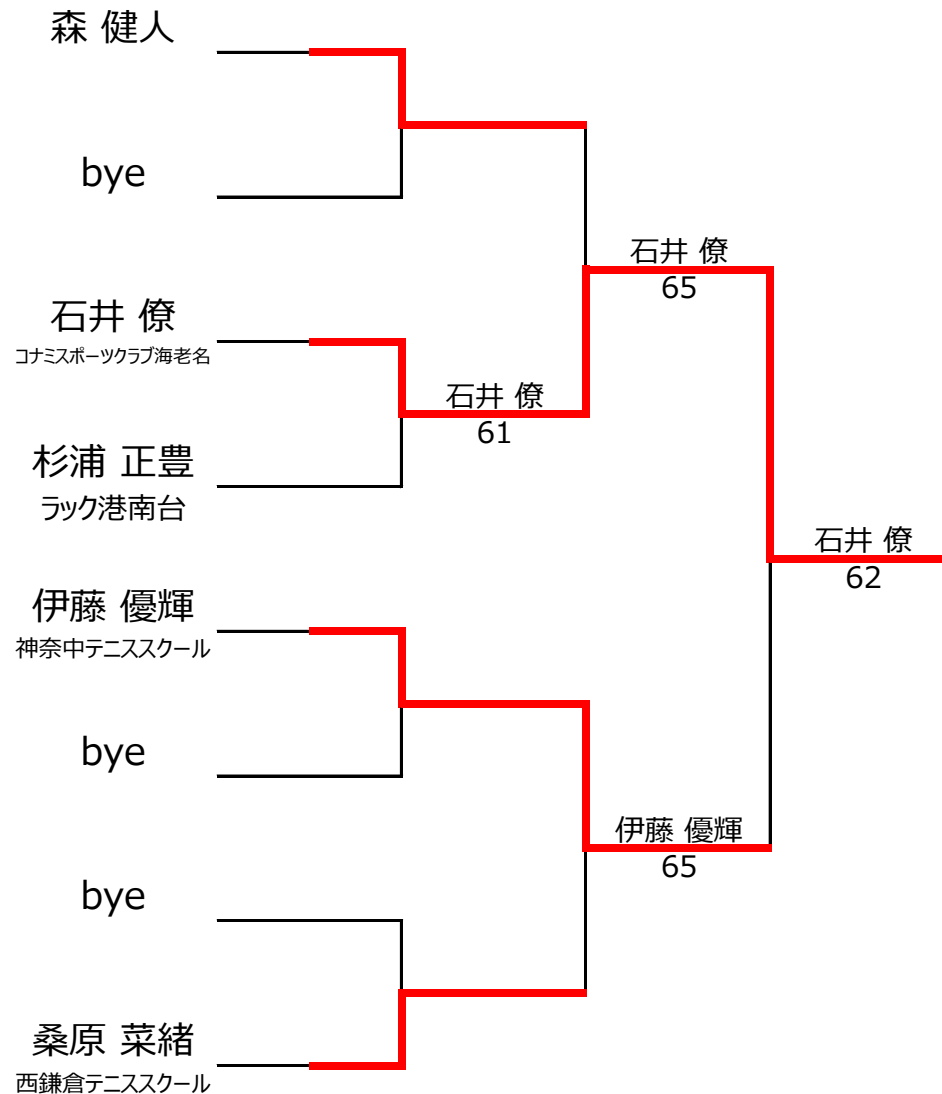 森 健人
bye
石井 僚
65
石井 僚
コナミスポーツクラブ海老名
石井 僚
61
杉浦 正豊
ラック港南台
石井 僚
62
伊藤 優輝
神奈中テニススクール
bye
伊藤 優輝
65
bye
桑原 菜緒
西鎌倉テニススクール